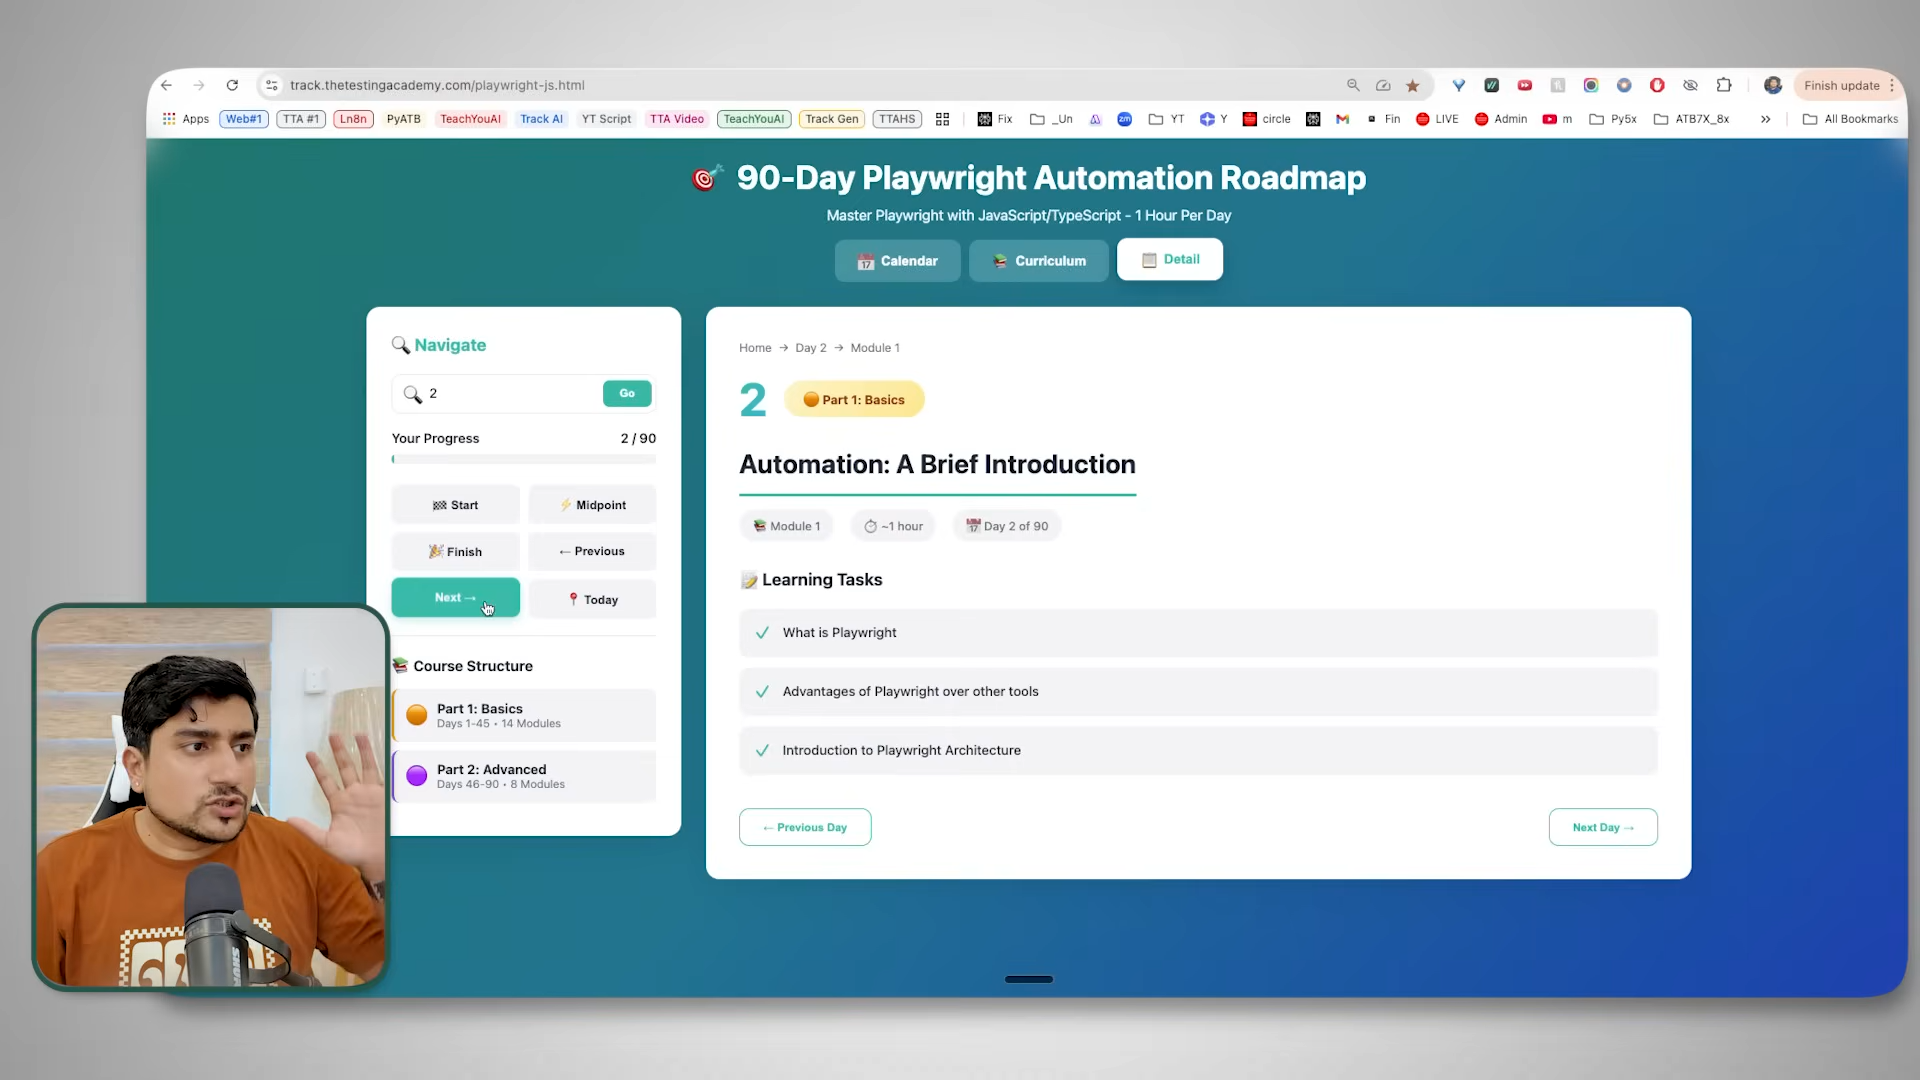 track.thetestingacademy.com/playwright-js.html
Finish update
Apps Web#1 TTA #1 Ln8n PyATB TeachYouAI Track AI YT Script TTA Video TeachYouAI Track Gen TTAHS Fix _Un zm YT Y circle Fin LIVE Admin m Py5x ATB7X_8x >> All Bookmarks
90-Day Playwright Automation Roadmap
Master Playwright with JavaScript/TypeScript - 1 Hour Per Day
17 Calendar
Curriculum
Detail
Navigate
2 Go
Your Progress 2 / 90
Start Midpoint
Finish ← Previous
Next → Today
Course Structure
Part 1: Basics
Days 1-45 • 14 Modules
Part 2: Advanced
Days 46-90 • 8 Modules
Home → Day 2 → Module 1
2 Part 1: Basics
Automation: A Brief Introduction
Module 1 ~1 hour 17 Day 2 of 90
Learning Tasks
✓ What is Playwright
✓ Advantages of Playwright over other tools
✓ Introduction to Playwright Architecture
← Previous Day
Next Day →